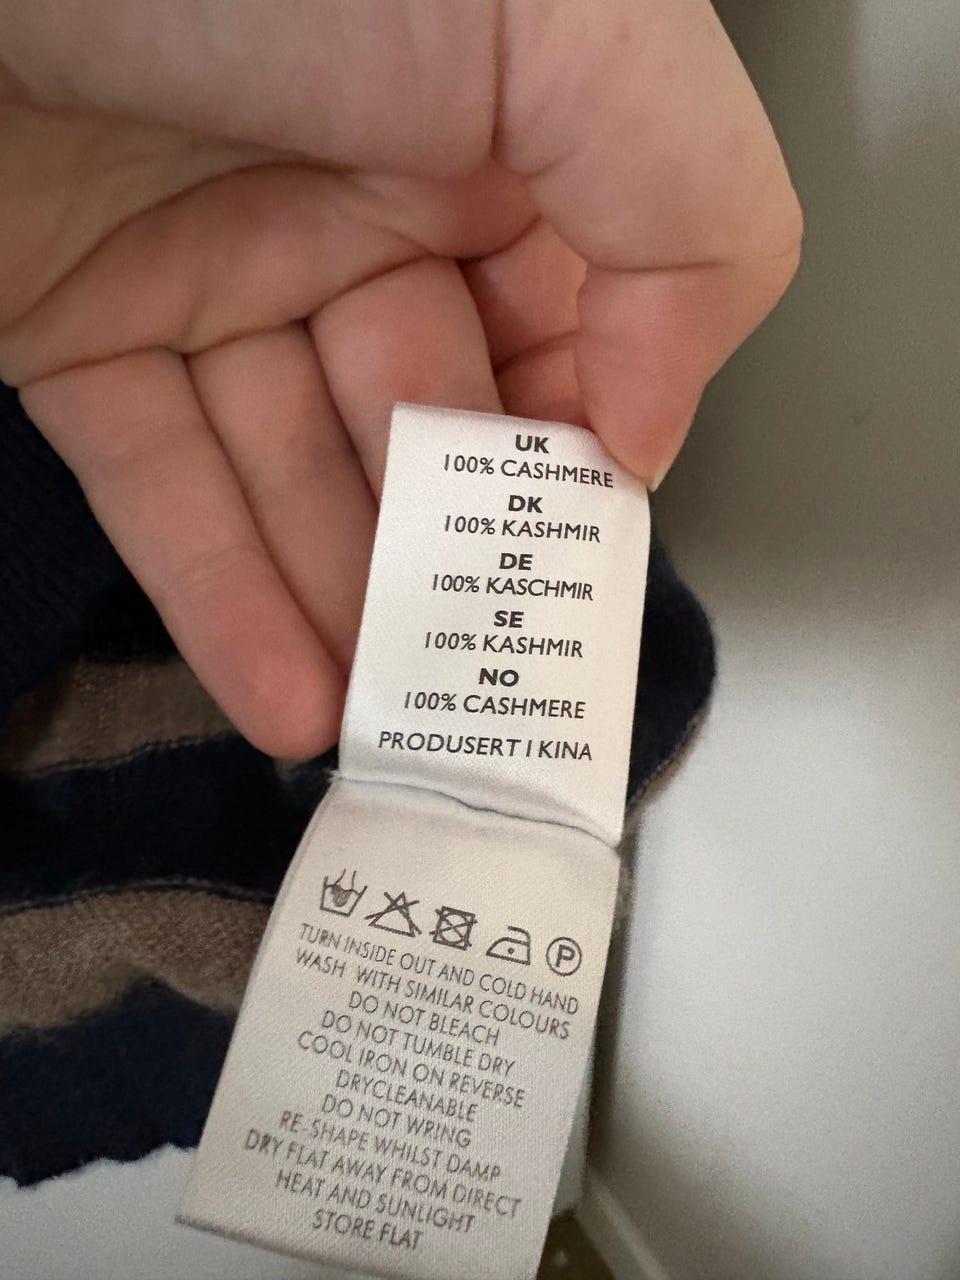 UK
100% CASHMERE
DK
100% KASHMIR
DE
100% KASCHMIR
SE
100% KASHMIR
NO
100% CASHMERE
PRODUSERT I KINA
P
TURN INSIDE OUT AND COLD HAND
WASH WITH SIMILAR COLOURS
DO NOT BLEACH
DO NOT TUMBLE DRY
COOL IRON ON REVERSE
DRYCLEANABLE
DO NOT WRING
RE-SHAPE WHILST DAMP
DRY FLAT AWAY FROM DIRECT
HEAT AND SUNLIGHT
STORE FLAT